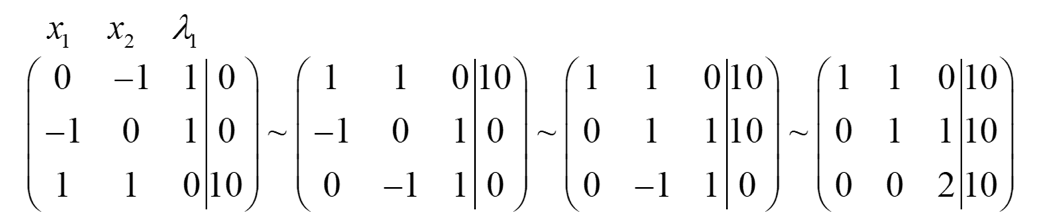 x₁ x₂ λ₁
0 −1 1 | 0 ~ 1 1 0 | 10 ~ 1 1 0 | 10 ~ 1 1 0 | 10
−1 0 1 | 0 ~ −1 0 1 | 0 ~ 0 1 1 | 10 ~ 0 1 1 | 10
1 1 0 | 10 ~ 0 −1 1 | 0 ~ 0 −1 1 | 0 ~ 0 0 2 | 10